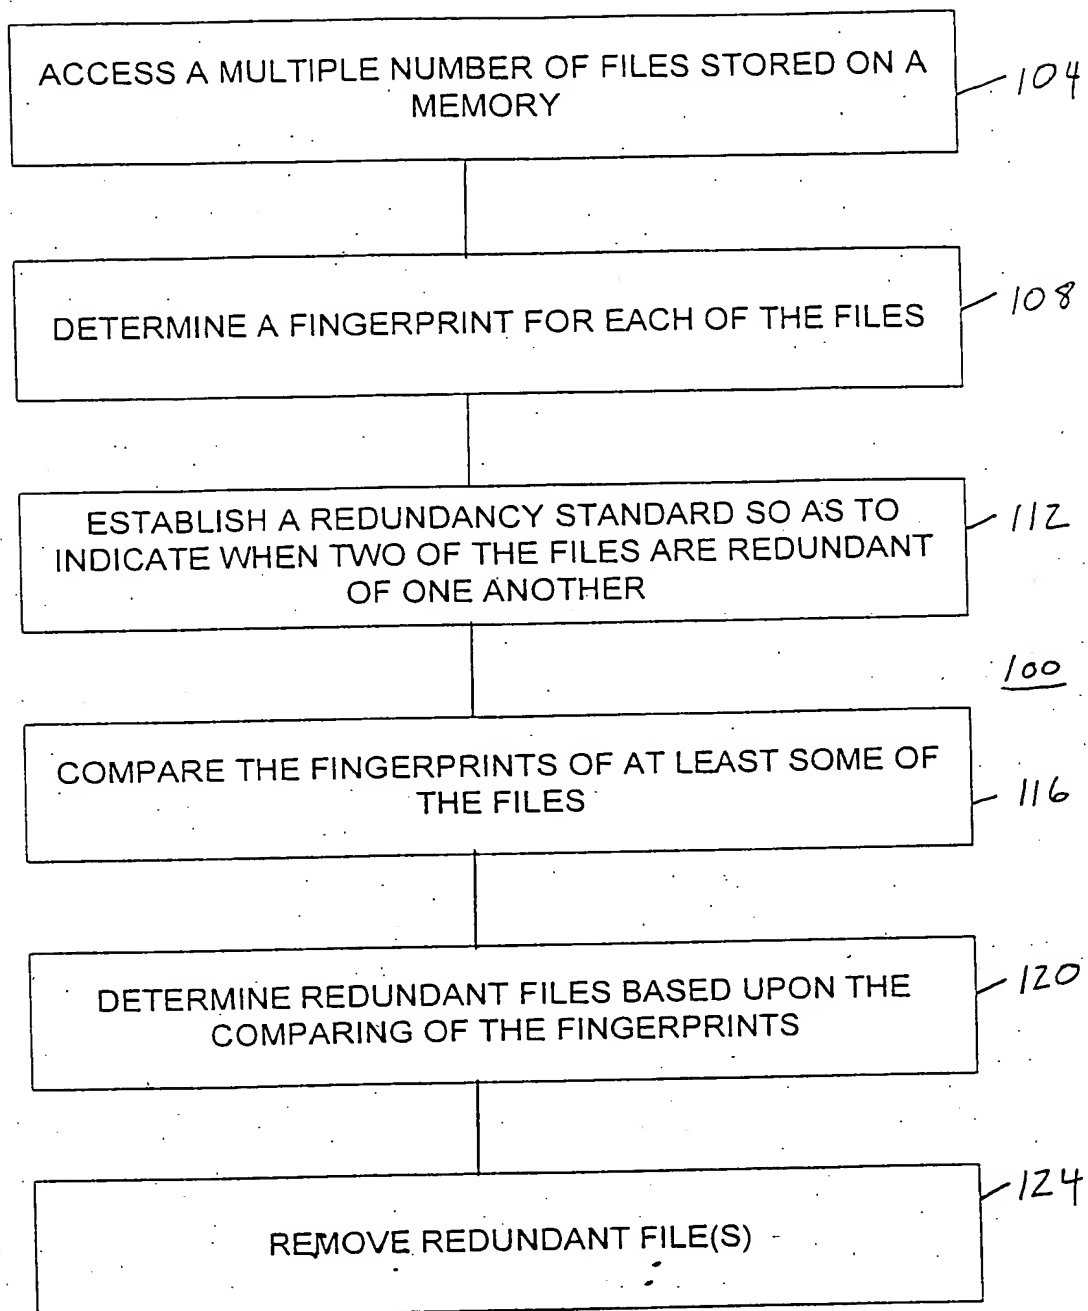 ACCESS A MULTIPLE NUMBER OF FILES STORED ON A
MEMORY
104
DETERMINE A FINGERPRINT FOR EACH OF THE FILES
108
ESTABLISH A REDUNDANCY STANDARD SO AS TO
INDICATE WHEN TWO OF THE FILES ARE REDUNDANT
OF ONE ANOTHER
112
100
COMPARE THE FINGERPRINTS OF AT LEAST SOME OF
THE FILES
116
DETERMINE REDUNDANT FILES BASED UPON THE
COMPARING OF THE FINGERPRINTS
120
REMOVE REDUNDANT FILE(S)
124